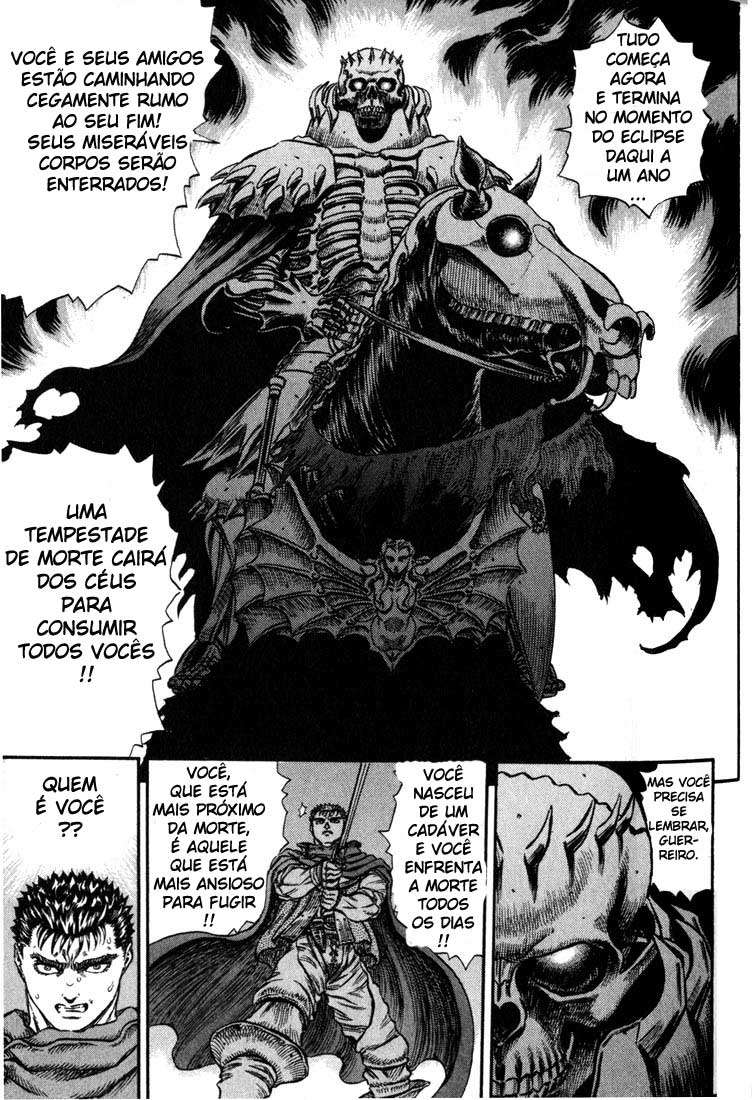 TUDO
COMEÇA
AGORA
E TERMINA
NO MOMENTO
DO ECLIPSE
DAQUI A
UM ANO
...
VOCÊ E SEUS AMIGOS
ESTÃO CAMINHANDO
CEGAMENTE RUMO
AO SEU FIM!
SEUS MISERÁVEIS
CORPOS SERÃO
ENTERRADOS!
UMA
TEMPESTADE
DE MORTE CAIRÁ
DOS CÉUS
PARA
CONSUMIR
TODOS VOCÊS
!!
MAS VOCÊ
PRECISA
SE
LEMBRAR,
GUER-
REIRO.
VOCÊ
NASCEU
DE UM
CADÁVER
E VOCÊ
ENFRENTA
A MORTE
TODOS
OS DIAS
!!
VOCÊ,
QUE ESTÁ
MAIS PRÓXIMO
DA MORTE,
É AQUELE
QUE ESTÁ
MAIS ANSIOSO
PARA FUGIR
!!
QUEM
É VOCÊ
??